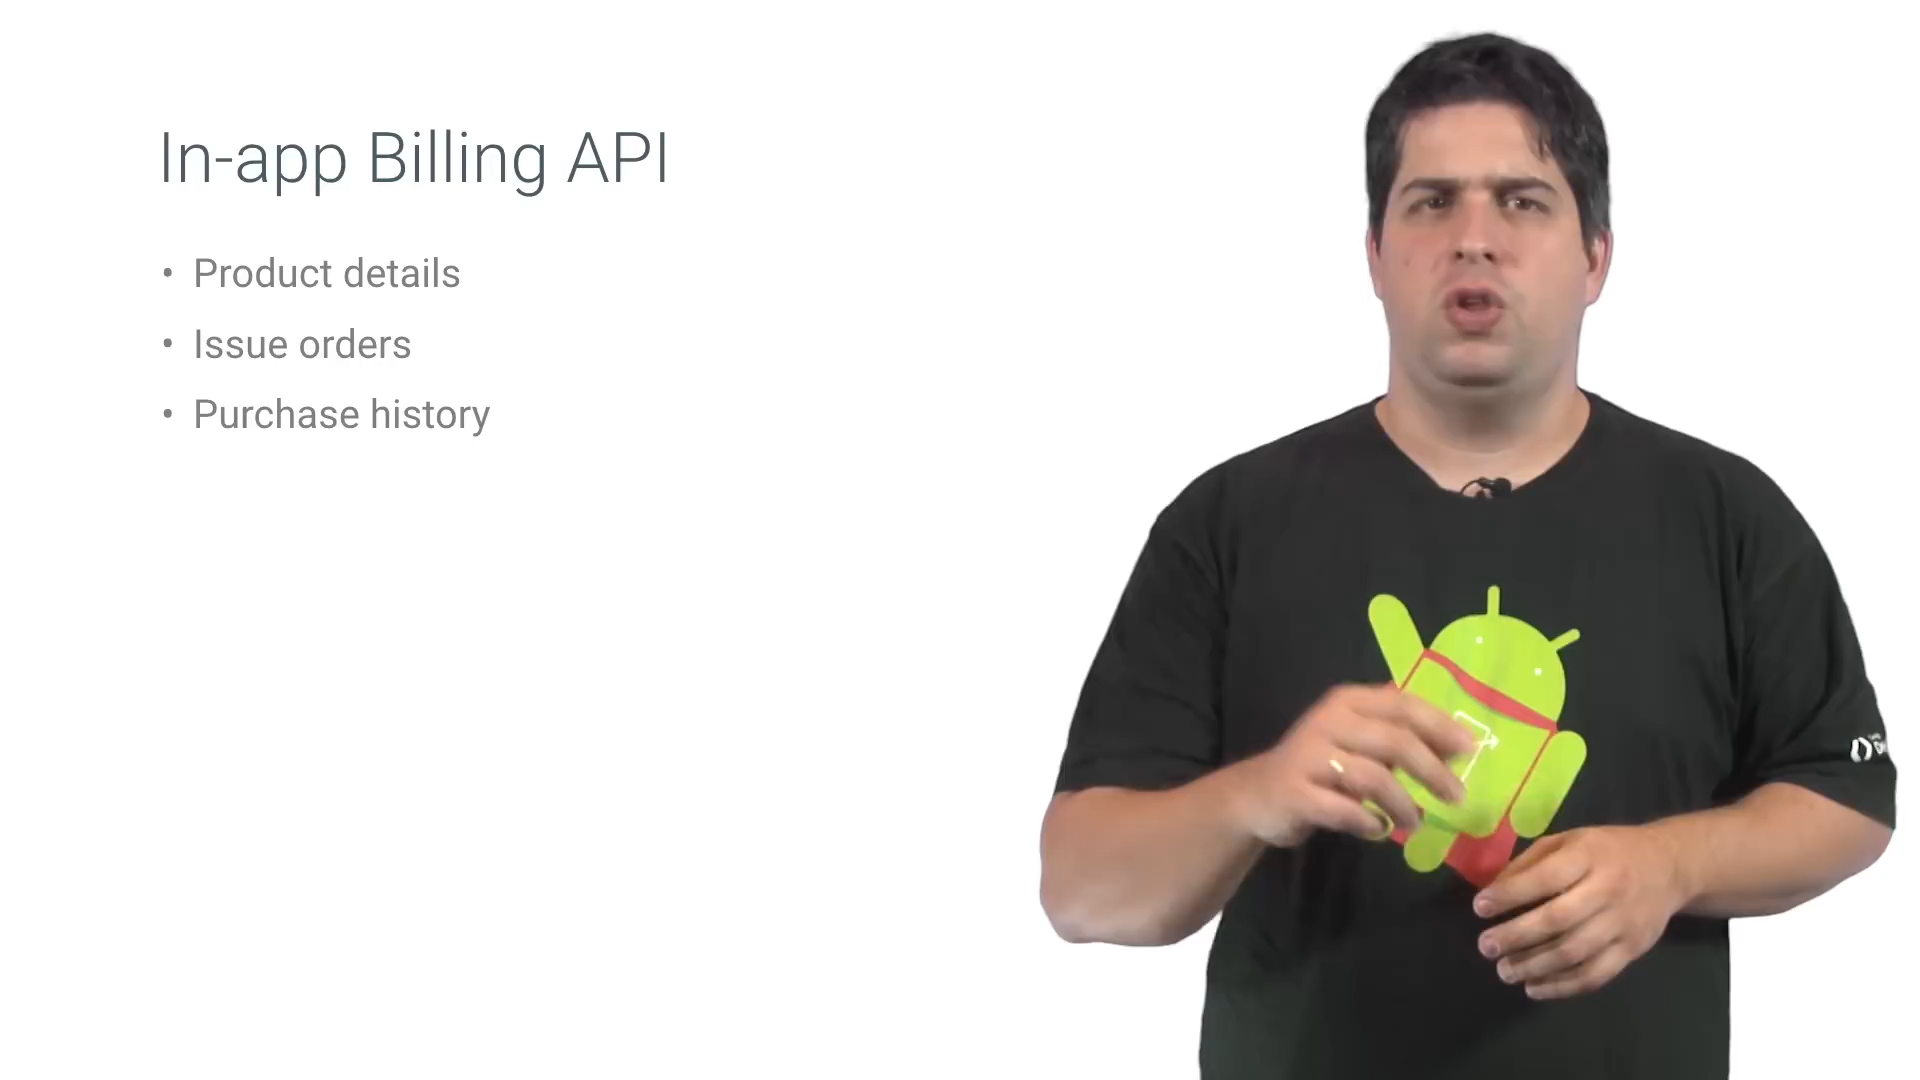 In-app Billing API
• Product details
• Issue orders
• Purchase history